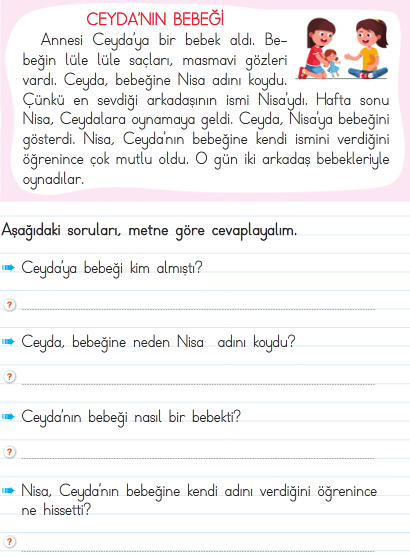 CEYDA'NIN BEBEĞİ
Annesi Ceyda'ya bir bebek aldı. Be-
beğin lüle lüle saçları, masmavi gözleri
vardı. Ceyda, bebeğine Nisa adını koydu.
Çünkü en sevdiği arkadaşının ismi Nisa'ydı. Hafta sonu
Nisa, Ceydalara oynamaya geldi. Ceyda, Nisa'ya bebeğini
gösterdi. Nisa, Ceyda'nın bebeğine kendi ismini verdiğini
öğrenince çok mutlu oldu. O gün iki arkadaş bebekleriyle
oynadılar.
Aşağıdaki soruları, metne göre cevaplayalım.
Ceyda'ya bebeği kim almıştı?
?
Ceyda, bebeğine neden Nisa adını koydu?
?
Ceyda'nın bebeği nasıl bir bebekti?
?
Nisa, Ceyda'nın bebeğine kendi adını verdiğini öğrenince
ne hissetti?
?